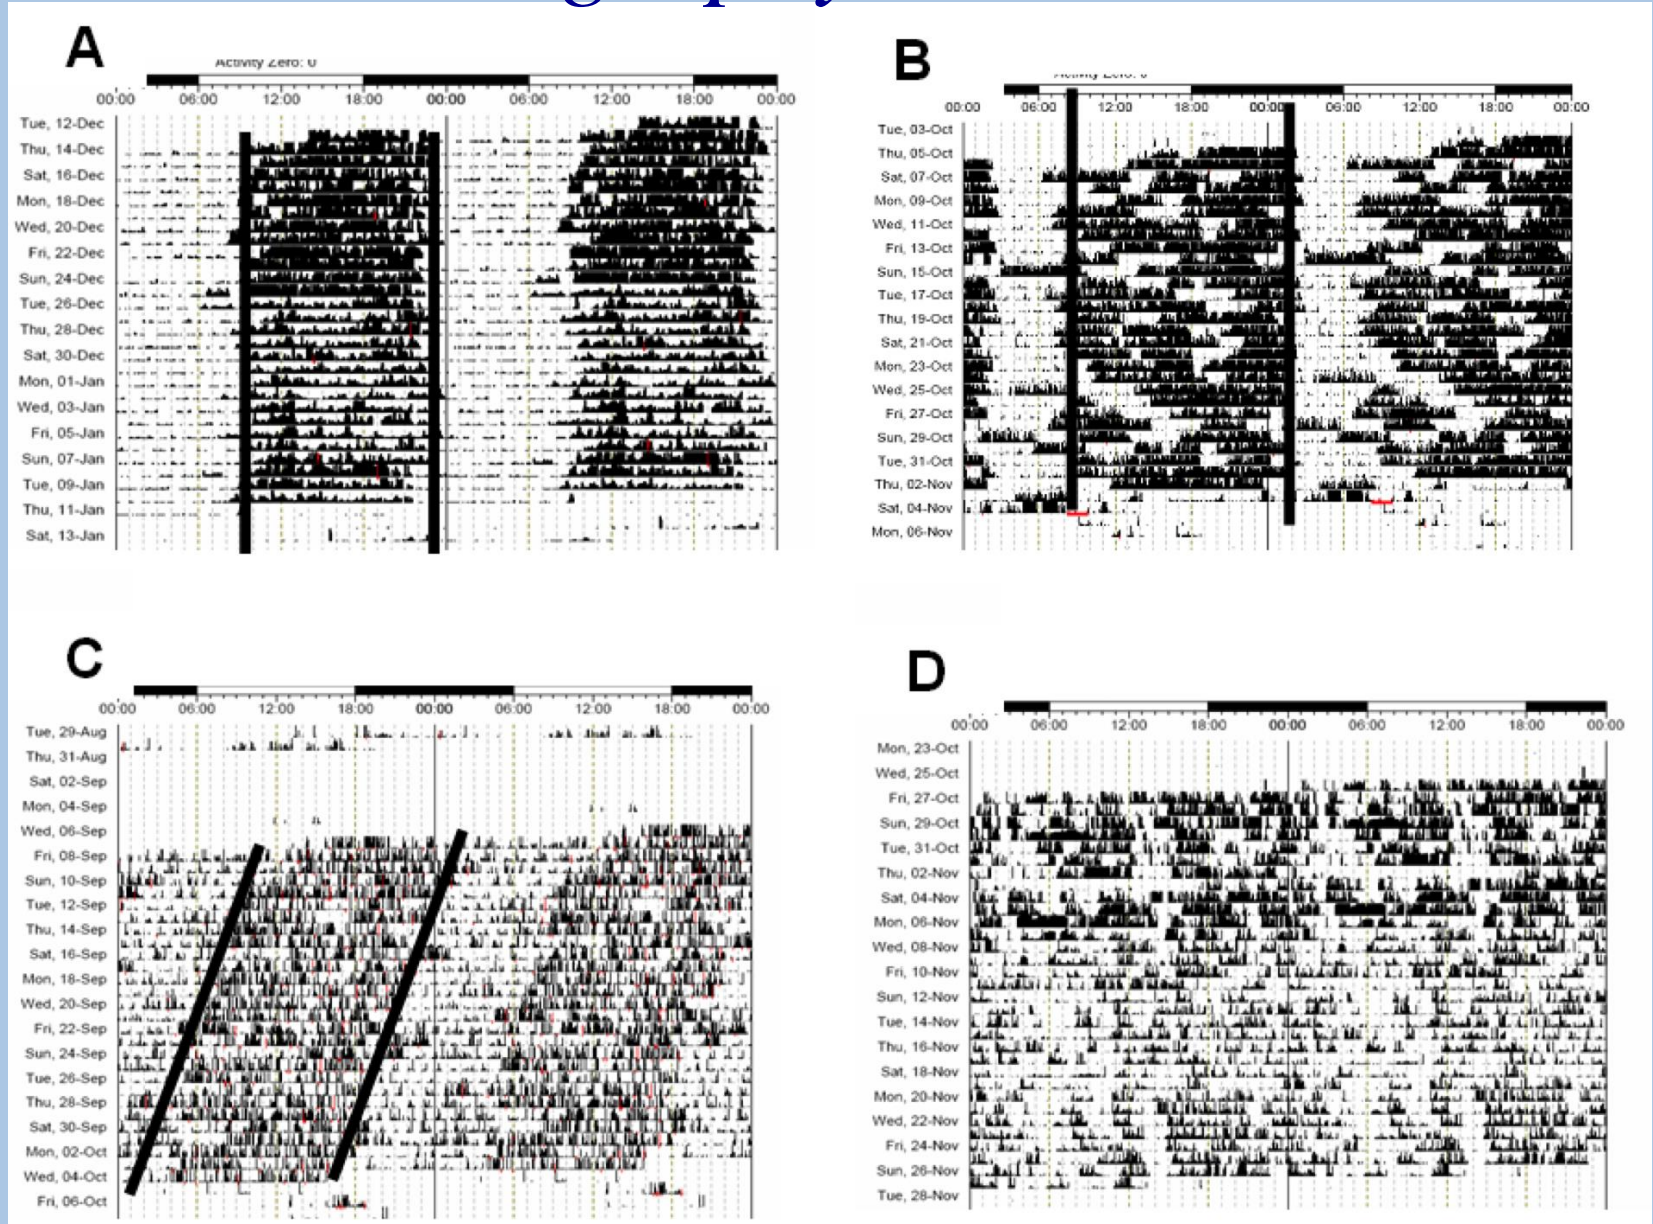 A
Activity Zero: 0
00:00 06:00 12:00 18:00 00:00 06:00 12:00 18:00 00:00
Tue, 12-Dec
Thu, 14-Dec
Sat, 16-Dec
Mon, 18-Dec
Wed, 20-Dec
Fri, 22-Dec
Sun, 24-Dec
Tue, 26-Dec
Thu, 28-Dec
Sat, 30-Dec
Mon, 01-Jan
Wed, 03-Jan
Fri, 05-Jan
Sun, 07-Jan
Tue, 09-Jan
Thu, 11-Jan
Sat, 13-Jan
B
Activity Zero: 0
00:00 06:00 12:00 18:00 00:00 06:00 12:00 18:00 00:00
Tue, 03-Oct
Thu, 05-Oct
Sat, 07-Oct
Mon, 09-Oct
Wed, 11-Oct
Fri, 13-Oct
Sun, 15-Oct
Tue, 17-Oct
Thu, 19-Oct
Sat, 21-Oct
Mon, 23-Oct
Wed, 25-Oct
Fri, 27-Oct
Sun, 29-Oct
Tue, 31-Oct
Thu, 02-Nov
Sat, 04-Nov
Mon, 06-Nov
C
00:00 06:00 12:00 18:00 00:00 06:00 12:00 18:00 00:00
Tue, 29-Aug
Thu, 31-Aug
Sat, 02-Sep
Mon, 04-Sep
Wed, 06-Sep
Fri, 08-Sep
Sun, 10-Sep
Tue, 12-Sep
Thu, 14-Sep
Sat, 16-Sep
Mon, 18-Sep
Wed, 20-Sep
Fri, 22-Sep
Sun, 24-Sep
Tue, 26-Sep
Thu, 28-Sep
Sat, 30-Sep
Mon, 02-Oct
Wed, 04-Oct
Fri, 06-Oct
D
00:00 06:00 12:00 18:00 00:00 06:00 12:00 18:00 00:00
Mon, 23-Oct
Wed, 25-Oct
Fri, 27-Oct
Sun, 29-Oct
Tue, 31-Oct
Thu, 02-Nov
Sat, 04-Nov
Mon, 06-Nov
Wed, 08-Nov
Fri, 10-Nov
Sun, 12-Nov
Tue, 14-Nov
Thu, 16-Nov
Sat, 18-Nov
Mon, 20-Nov
Wed, 22-Nov
Fri, 24-Nov
Sun, 26-Nov
Tue, 28-Nov